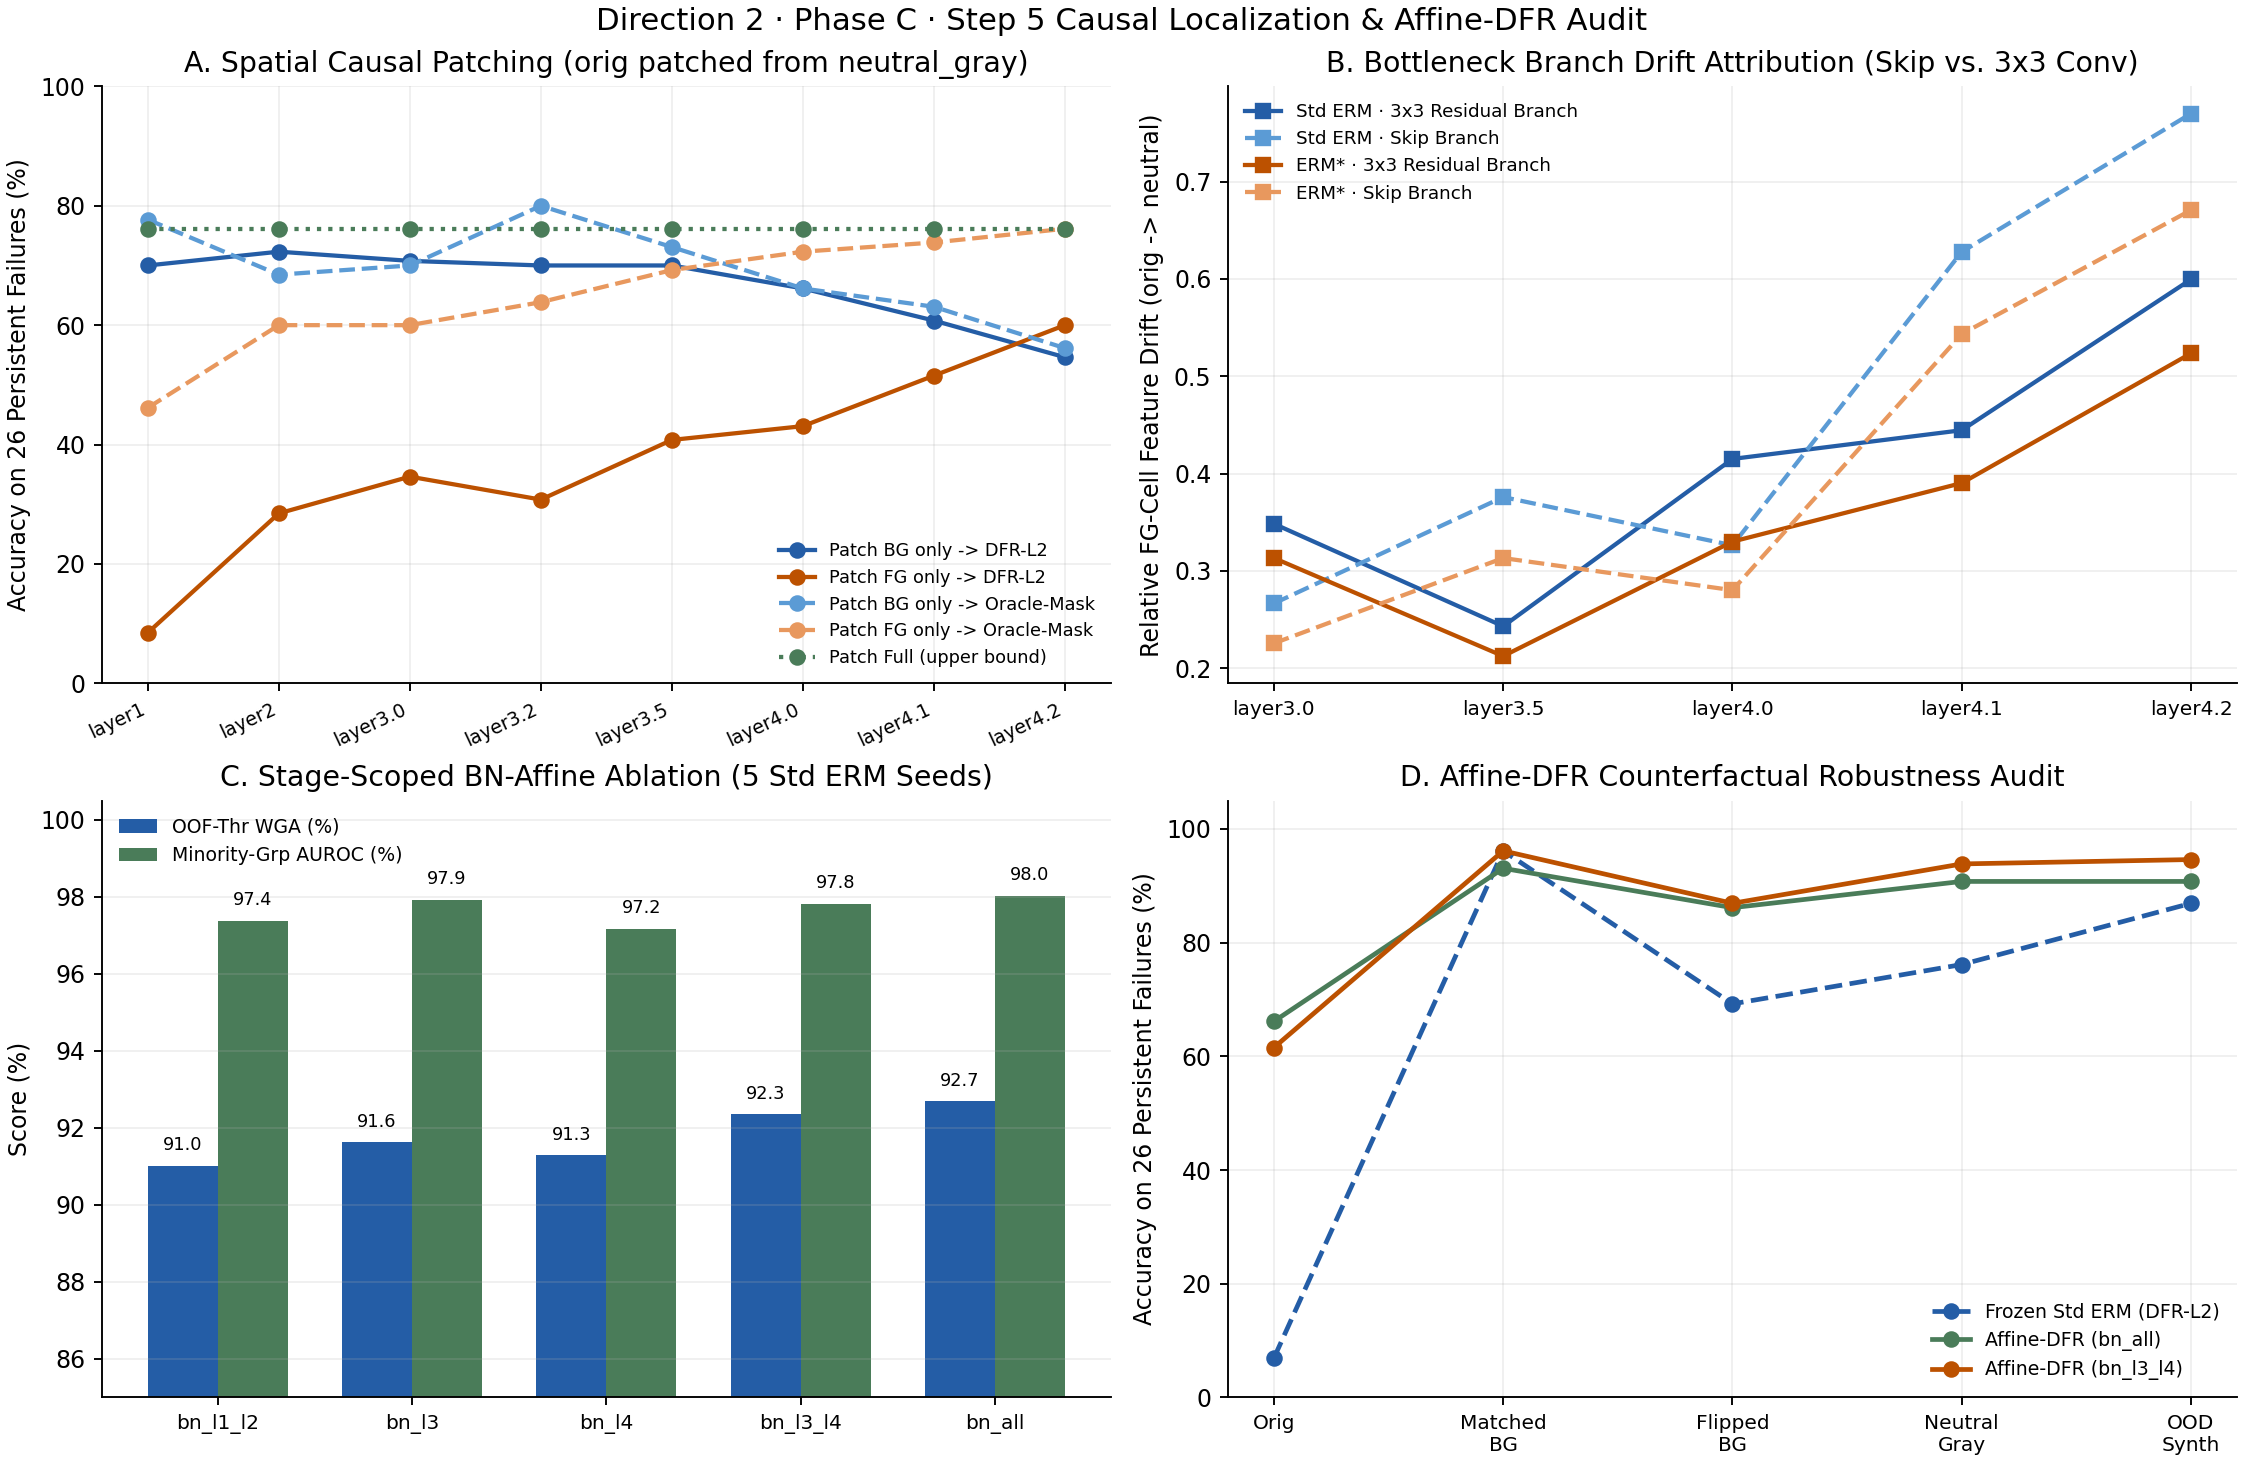 Direction 2 · Phase C · Step 5 Causal Localization & Affine-DFR Audit
A. Spatial Causal Patching (orig patched from neutral_gray)
Accuracy on 26 Persistent Failures (%)
100
80
60
40
20
0
Patch BG only -> DFR-L2
Patch FG only -> DFR-L2
Patch BG only -> Oracle-Mask
Patch FG only -> Oracle-Mask
Patch Full (upper bound)
layer1
layer2
layer3.0
layer3.2
layer3.5
layer4.0
layer4.1
layer4.2
B. Bottleneck Branch Drift Attribution (Skip vs. 3x3 Conv)
Relative FG-Cell Feature Drift (orig -> neutral)
0.7
0.6
0.5
0.4
0.3
0.2
Std ERM · 3x3 Residual Branch
Std ERM · Skip Branch
ERM* · 3x3 Residual Branch
ERM* · Skip Branch
layer3.0
layer3.5
layer4.0
layer4.1
layer4.2
C. Stage-Scoped BN-Affine Ablation (5 Std ERM Seeds)
Score (%)
100
98
96
94
92
90
88
86
OOF-Thr WGA (%)
Minority-Grp AUROC (%)
91.0
97.4
91.6
97.9
91.3
97.2
92.3
97.8
92.7
98.0
bn_l1_l2
bn_l3
bn_l4
bn_l3_l4
bn_all
D. Affine-DFR Counterfactual Robustness Audit
Accuracy on 26 Persistent Failures (%)
100
80
60
40
20
0
Frozen Std ERM (DFR-L2)
Affine-DFR (bn_all)
Affine-DFR (bn_l3_l4)
Orig
Matched
BG
Flipped
BG
Neutral
Gray
OOD
Synth